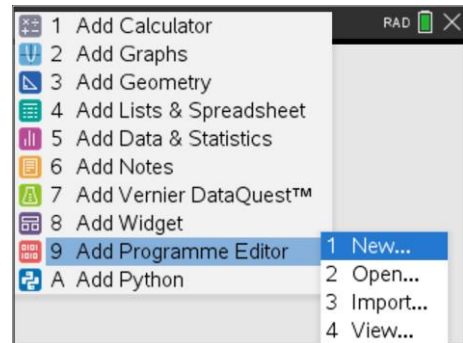 1 Add Calculator
RAD
2 Add Graphs
3 Add Geometry
4 Add Lists & Spreadsheet
5 Add Data & Statistics
6 Add Notes
7 Add Vernier DataQuest™
8 Add Widget
9 Add Programme Editor
A Add Python
1 New...
2 Open...
3 Import...
4 View...